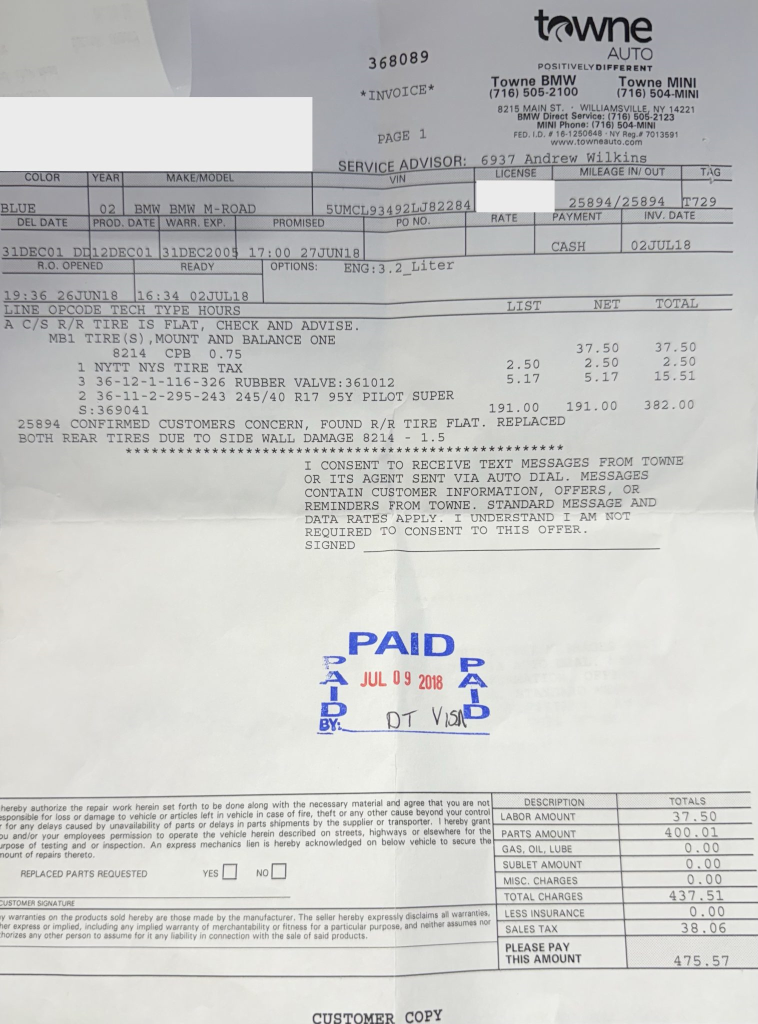 towne
AUTO
POSITIVELYDIFFERENT
368089
*INVOICE*
PAGE 1
Towne BMW Towne MINI
(716) 505-2100 (716) 504-MINI
8215 MAIN ST. · WILLIAMSVILLE, NY 14221
BMW Direct Service: (716) 505-2123
MINI Phone: (716) 504-MINI
FED. I.D. # 16-1250648 · NY Reg.# 7013591
www.towneauto.com
SERVICE ADVISOR: 6937 Andrew Wilkins
COLOR YEAR MAKE/MODEL VIN LICENSE MILEAGE IN/ OUT TAG
BLUE 02 BMW BMW M-ROAD 5UMCL93492LJ82284 25894/25894 T729
DEL DATE PROD. DATE WARR. EXP. PROMISED PO NO. RATE PAYMENT INV. DATE
31DEC01 DD 12DEC01 31DEC2005 17:00 27JUN18 CASH 02JUL18
R.O. OPENED READY OPTIONS: ENG:3.2_Liter
19:36 26JUN18 16:34 02JUL18
LINE OPCODE TECH TYPE HOURS LIST NET TOTAL
A C/S R/R TIRE IS FLAT, CHECK AND ADVISE.
MB1 TIRE(S),MOUNT AND BALANCE ONE
8214 CPB 0.75 37.50 37.50
1 NYTT NYS TIRE TAX 2.50 2.50 2.50
3 36-12-1-116-326 RUBBER VALVE:361012 5.17 5.17 15.51
2 36-11-2-295-243 245/40 R17 95Y PILOT SUPER
S:369041 191.00 191.00 382.00
25894 CONFIRMED CUSTOMERS CONCERN, FOUND R/R TIRE FLAT. REPLACED
BOTH REAR TIRES DUE TO SIDE WALL DAMAGE 8214 - 1.5
****************************************************
I CONSENT TO RECEIVE TEXT MESSAGES FROM TOWNE
OR ITS AGENT SENT VIA AUTO DIAL. MESSAGES
CONTAIN CUSTOMER INFORMATION, OFFERS, OR
REMINDERS FROM TOWNE. STANDARD MESSAGE AND
DATA RATES APPLY. I UNDERSTAND I AM NOT
REQUIRED TO CONSENT TO THIS OFFER.
SIGNED
PAID
PAID
PAID
JUL 09 2018
BY: DT VISA
hereby authorize the repair work herein set forth to be done along with the necessary material and agree that you are not
responsible for loss or damage to vehicle or articles left in vehicle in case of fire, theft or any other cause beyond your control
for any delays caused by unavailability of parts or delays in parts shipments by the supplier or transporter. I hereby grant
you and/or your employees permission to operate the vehicle herein described on streets, highways or elsewhere for the
purpose of testing and or inspection. An express mechanics lien is hereby acknowledged on below vehicle to secure the
amount of repairs thereto.
REPLACED PARTS REQUESTED YES NO
CUSTOMER SIGNATURE
warranties on the products sold hereby are those made by the manufacturer. The seller hereby expressly disclaims all warranties,
express or implied, including any implied warranty of merchantability or fitness for a particular purpose, and neither assumes nor
authorizes any other person to assume for it any liability in connection with the sale of said products.
DESCRIPTION TOTALS
LABOR AMOUNT 37.50
PARTS AMOUNT 400.01
GAS, OIL, LUBE 0.00
SUBLET AMOUNT 0.00
MISC. CHARGES 0.00
TOTAL CHARGES 437.51
LESS INSURANCE 0.00
SALES TAX 38.06
PLEASE PAY
THIS AMOUNT 475.57
CUSTOMER COPY